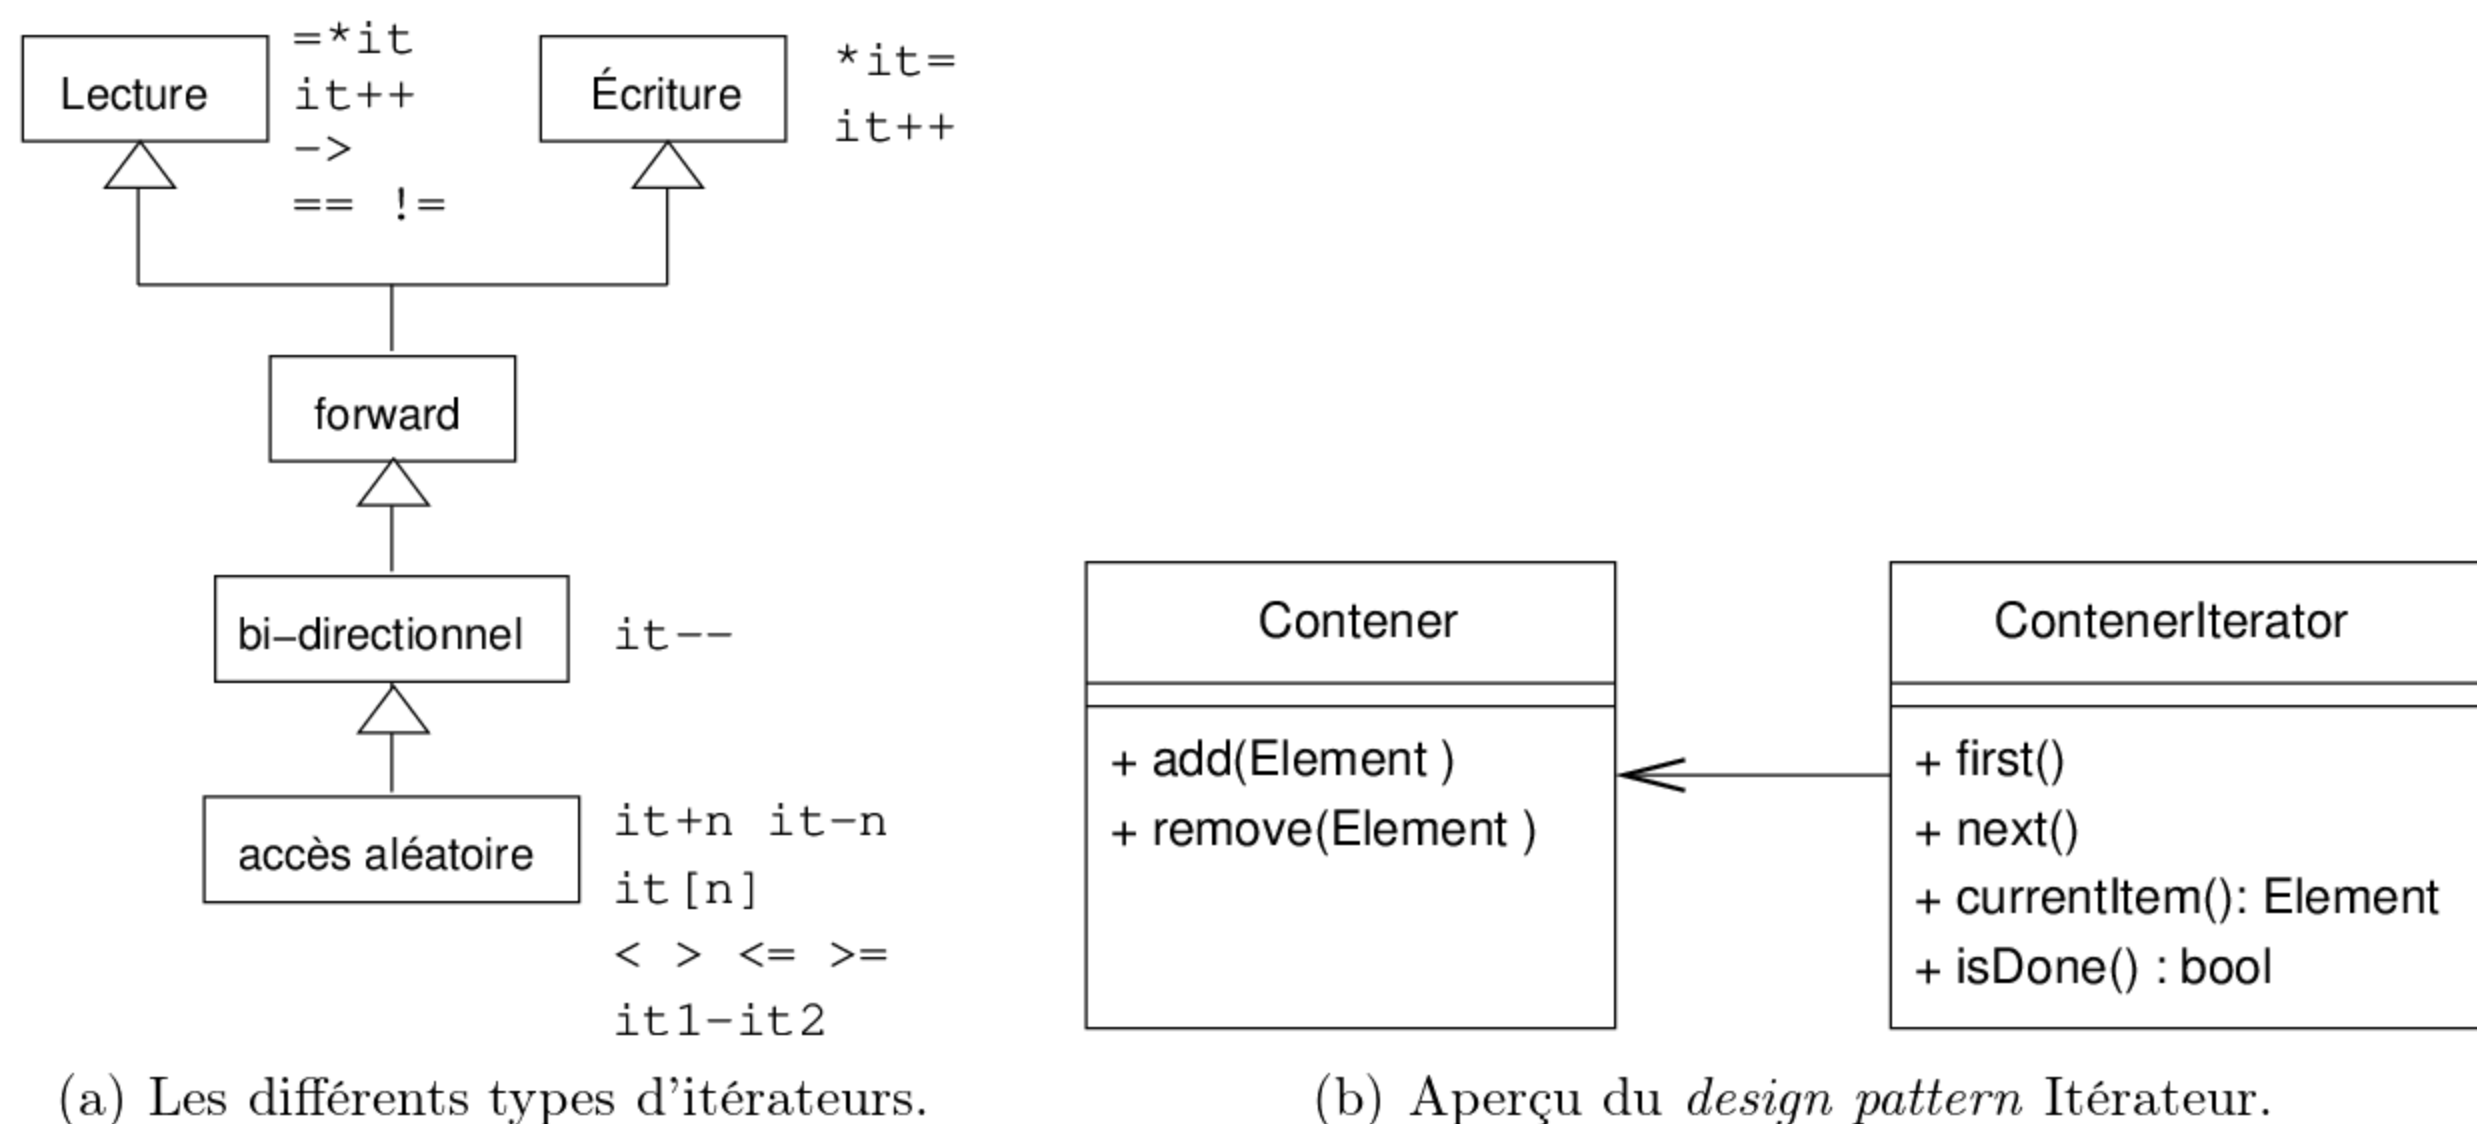 Lecture
=*it
it++
->
== !=
Écriture
*it=
it++
forward
bi-directionnel
it--
accès aléatoire
it+n it-n
it[n]
< > <= >=
it1-it2
(a) Les différents types d'itérateurs.
Contener
+ add(Element )
+ remove(Element )
ContenerIterator
+ first()
+ next()
+ currentItem(): Element
+ isDone() : bool
(b) Aperçu du design pattern Itérateur.